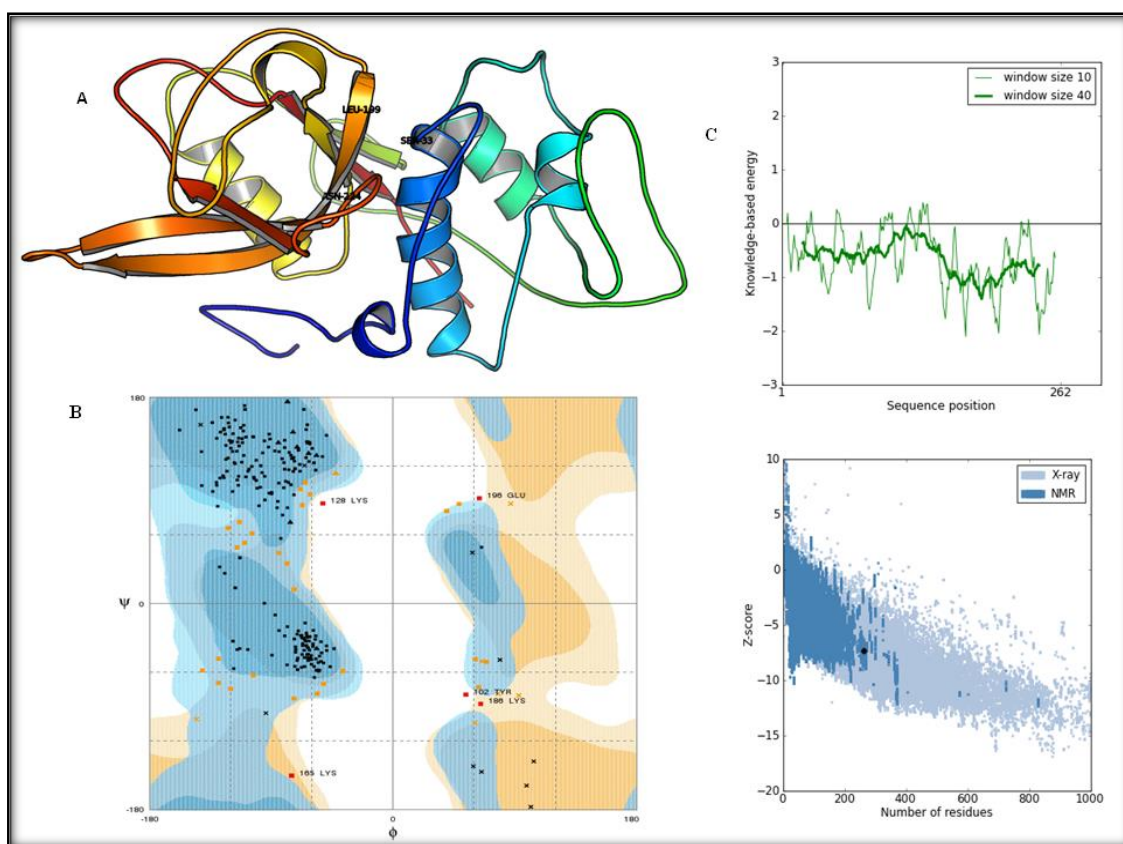 A
LEU-199
SER-33
ASN-234
B
180
128 LYS
196 GLU
ψ
0
102 TYR
186 LYS
165 LYS
-180
-180
0
180
ϕ
C
3
window size 10
window size 40
2
1
0
−1
−2
−3
Knowledge-based energy
1
262
Sequence position
10
X-ray
NMR
5
0
−5
−10
−15
−20
Z-score
0
200
400
600
800
1000
Number of residues